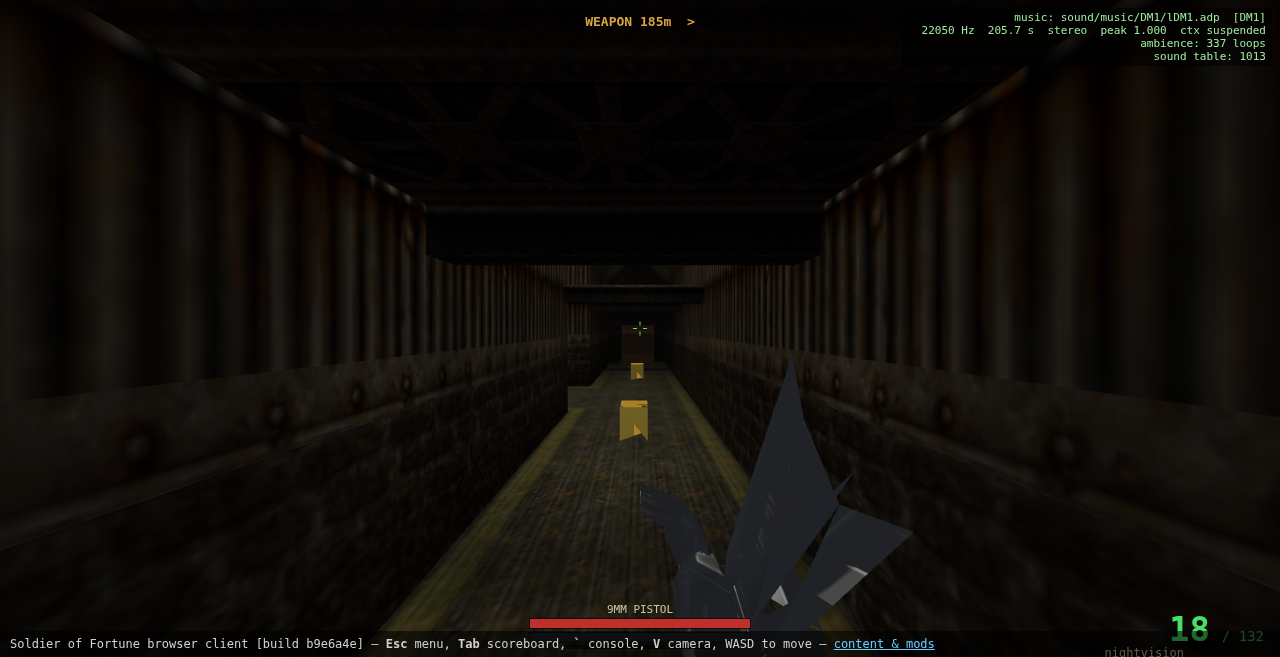 WEAPON 185m  >
music: sound/music/DM1/lDM1.adp  [DM1]
22050 Hz  205.7 s  stereo  peak 1.000  ctx suspended
ambience: 337 loops
sound table: 1013
9MM PISTOL
18 / 132
Soldier of Fortune browser client [build b9e6a4e] — Esc menu, Tab scoreboard, ` console, V camera, WASD to move — content & mods
nightvision